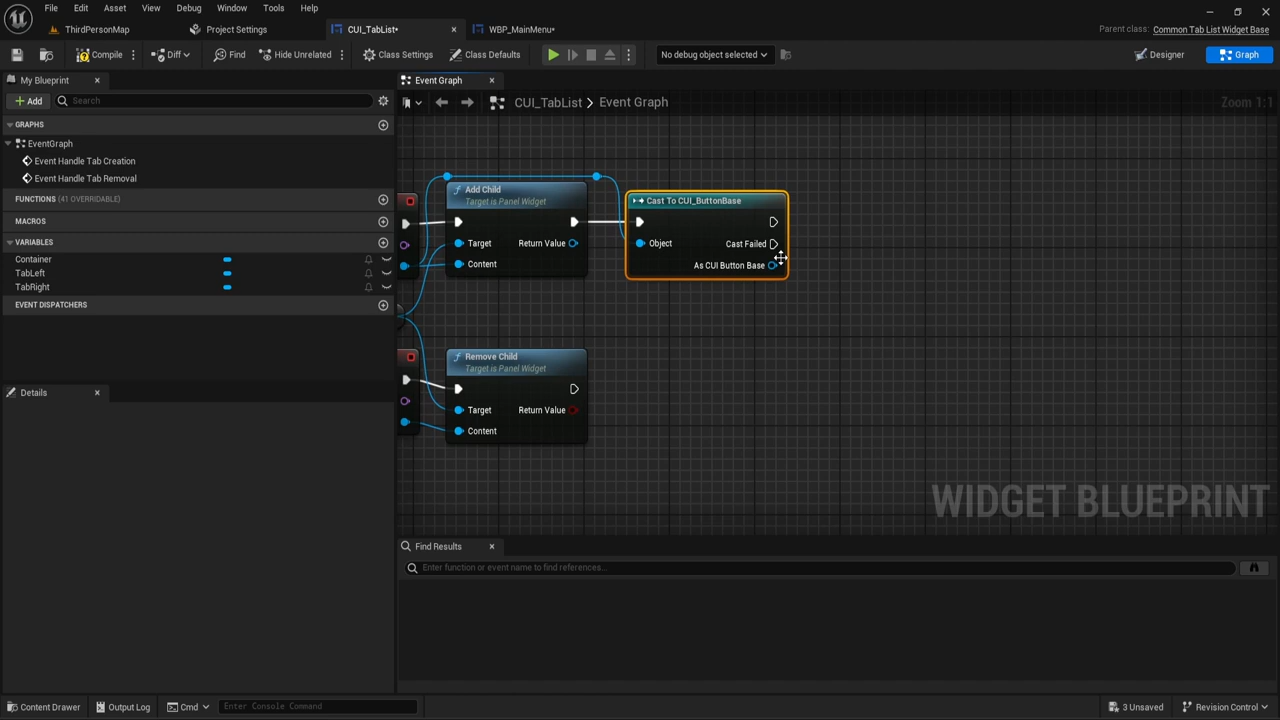 File Edit Asset View Debug Window Tools Help
ThirdPersonMap Project Settings CUI_TabList• WBP_MainMenu•
Parent class: Common Tab List Widget Base
Compile Diff Find Hide Unrelated Class Settings Class Defaults No debug object selected Designer Graph
My Blueprint Event Graph
Add Search CUI_TabList > Event Graph Zoom 1:1
GRAPHS
EventGraph
Event Handle Tab Creation
Event Handle Tab Removal
FUNCTIONS (41 OVERRIDABLE)
MACROS
VARIABLES
Container
TabLeft
TabRight
EVENT DISPATCHERS
Details
Add Child
Target is Panel Widget
Target Return Value
Content
Cast To CUI_ButtonBase
Object Cast Failed
As CUI Button Base
Remove Child
Target is Panel Widget
Target Return Value
Content
WIDGET BLUEPRINT
Find Results
Enter function or event name to find references...
Content Drawer Output Log Cmd Enter Console Command 3 Unsaved Revision Control